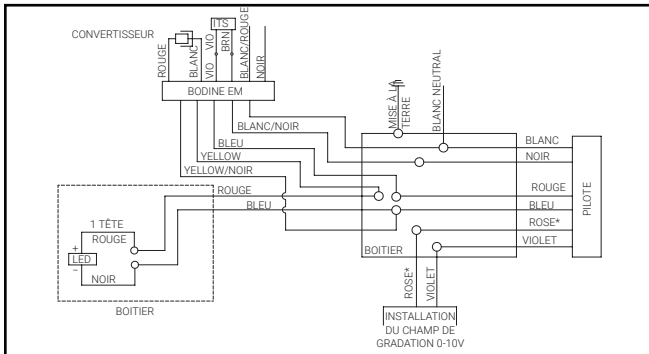 CONVERTISSEUR
ITS
ROUGE
BLANC
VIO
VIO
BRN
BLANC/ROUGE
NOIR
BODINE EM
MISE À LA
TERRE
BLANC NEUTRAL
BLANC/NOIR
BLEU
YELLOW
YELLOW/NOIR
ROUGE
BLEU
BLANC
NOIR
ROUGE
BLEU
ROSE*
VIOLET
PILOTE
BOITIER
1 TÊTE
ROUGE
+
LED
–
NOIR
BOITIER
ROSE*
VIOLET
INSTALLATION
DU CHAMP DE
GRADATION 0-10V